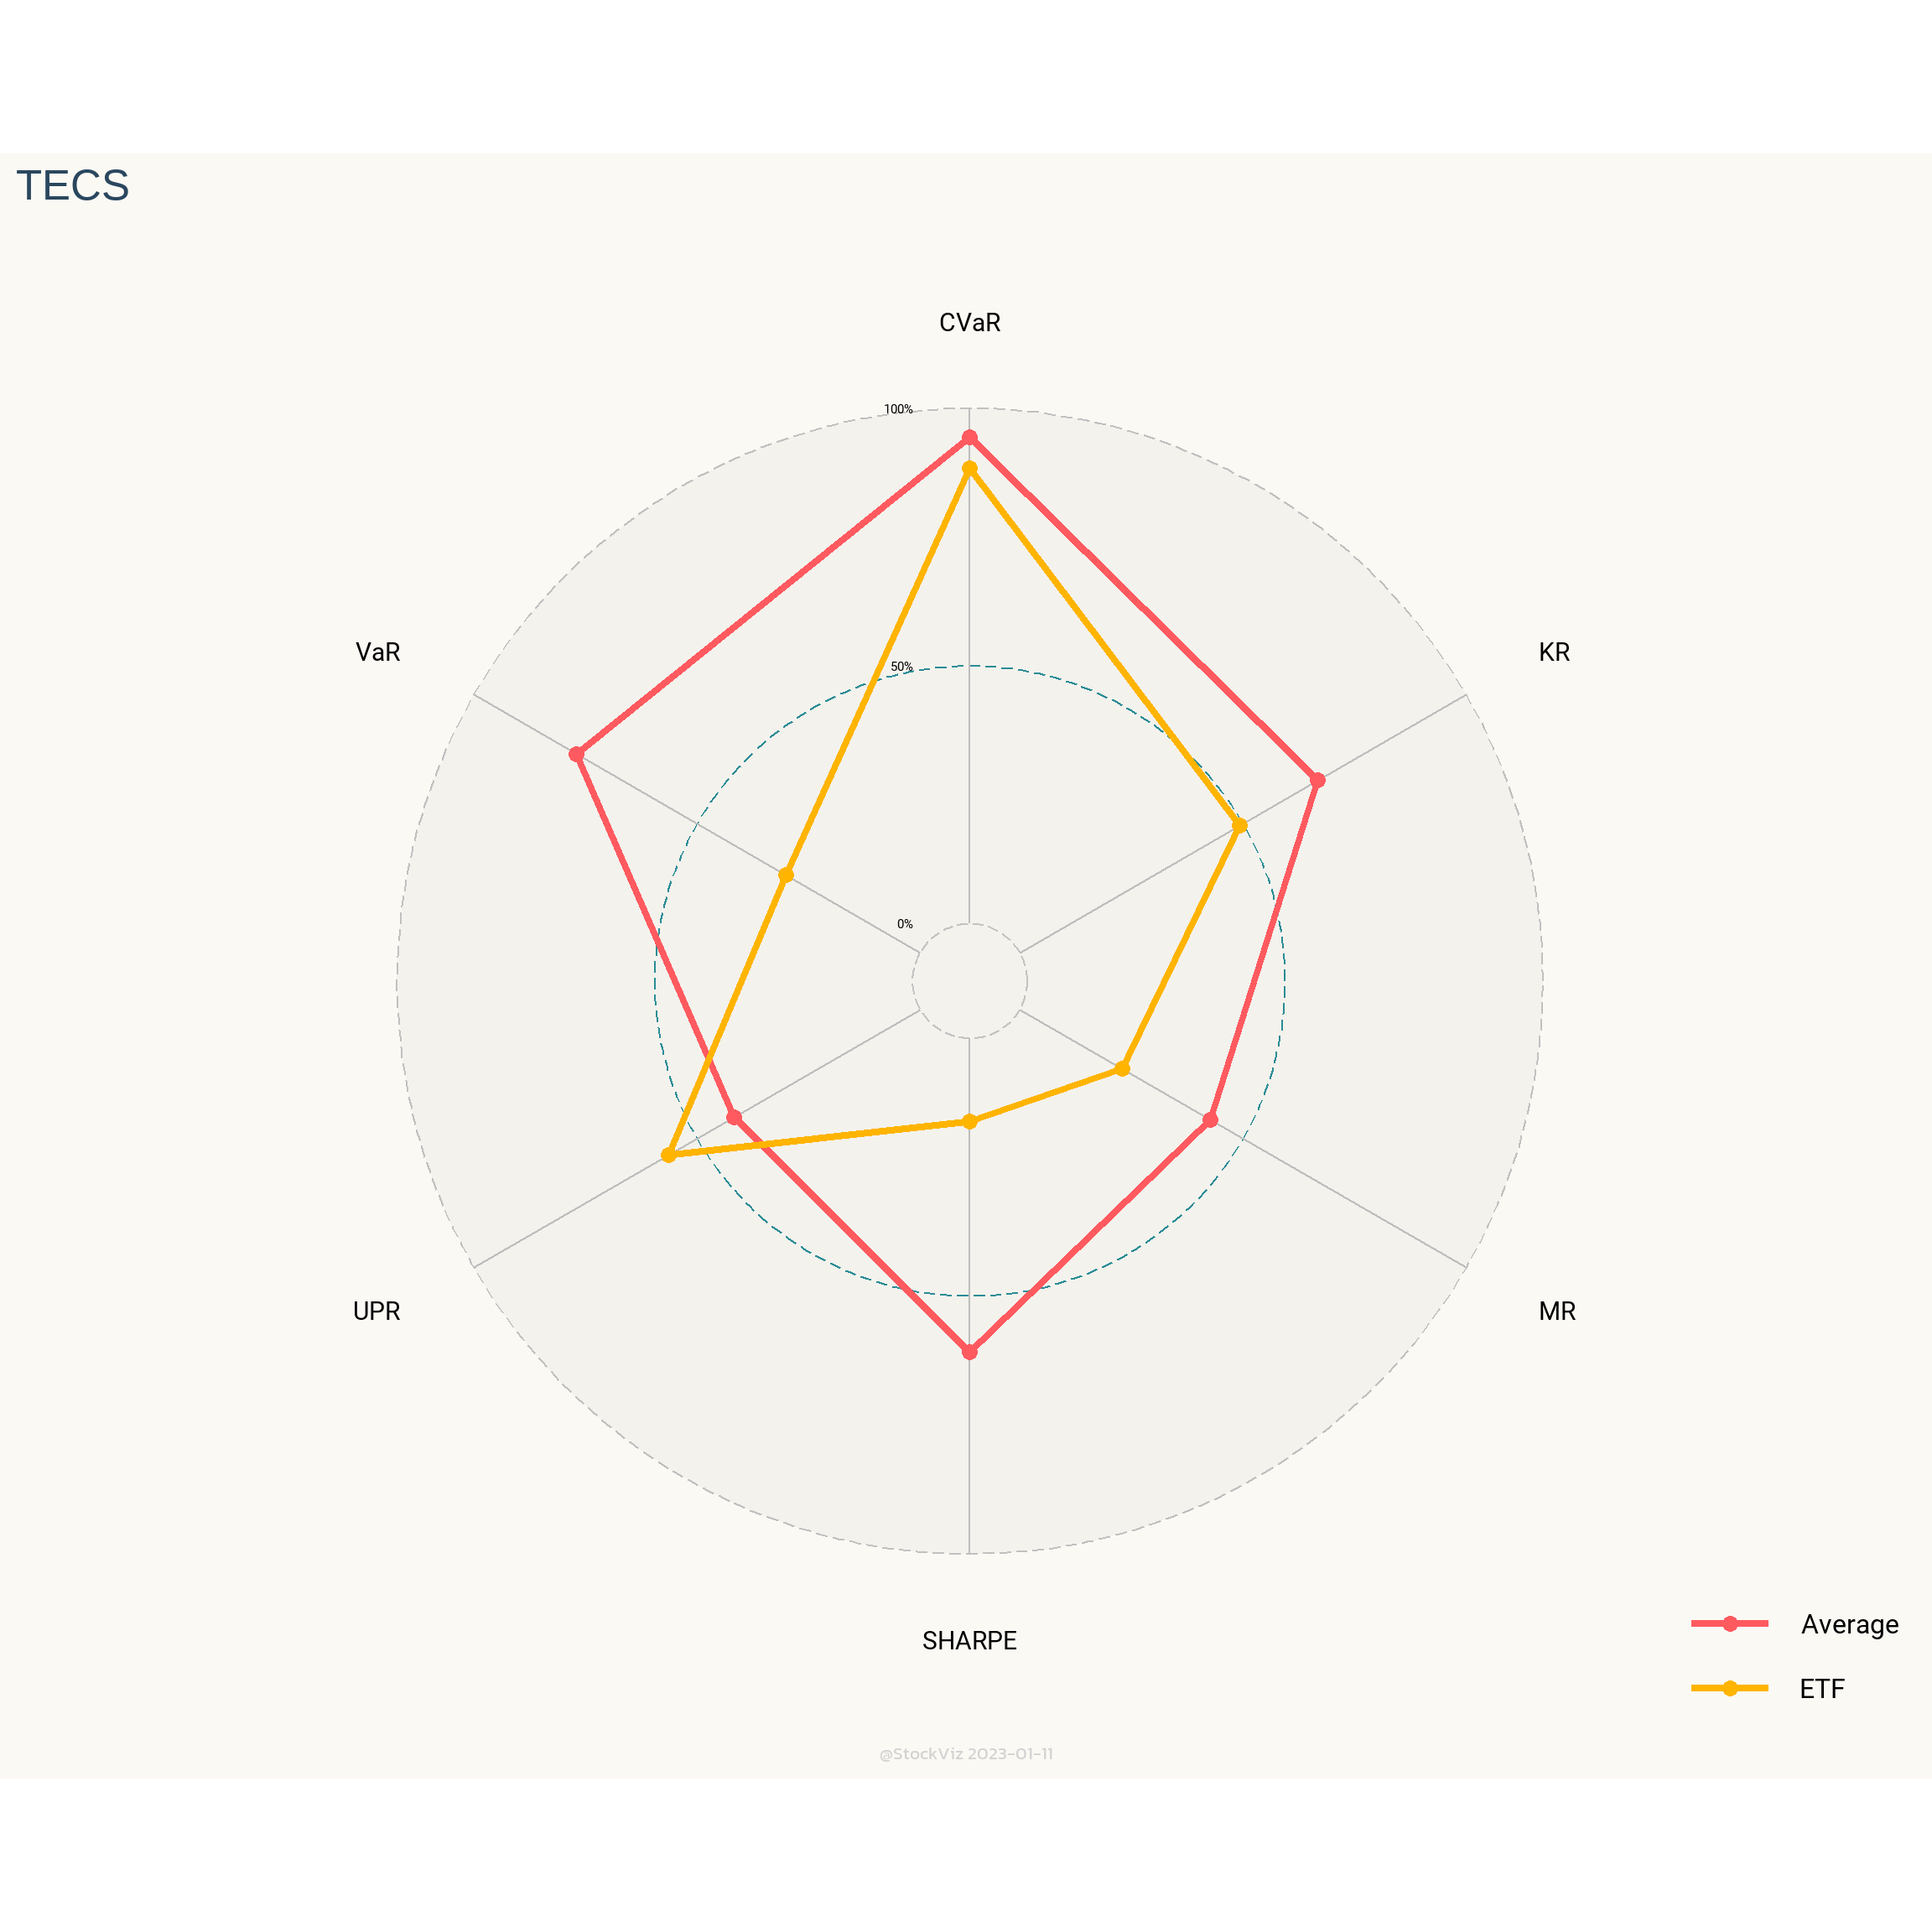 TECS
CVaR
100%
VaR
KR
50%
0%
UPR
MR
SHARPE
Average
ETF
@StockViz 2023-01-11